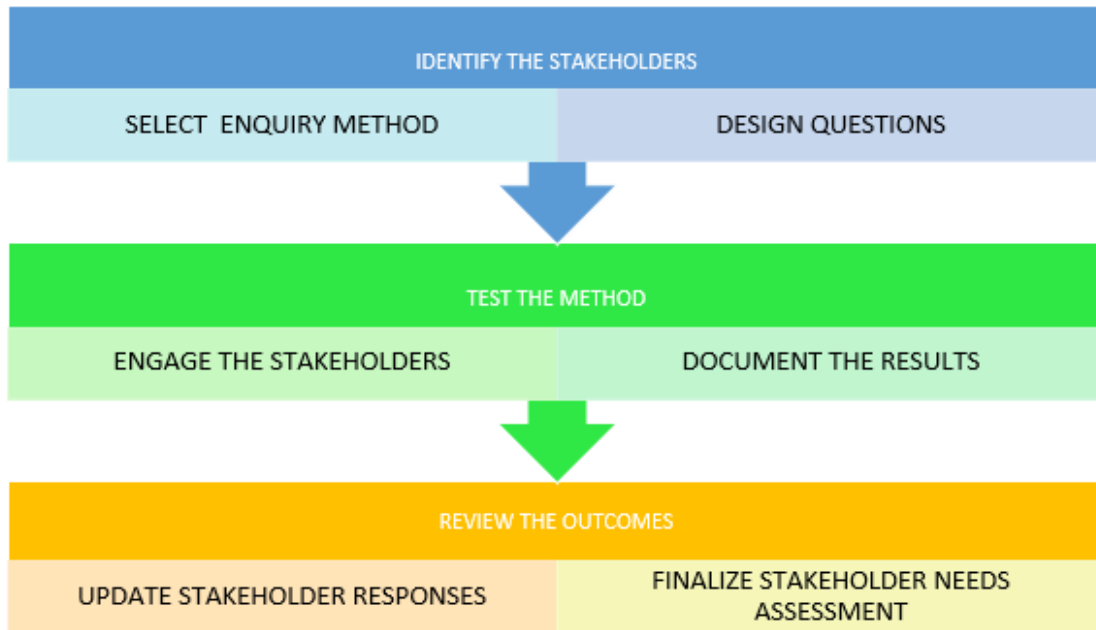 IDENTIFY THE STAKEHOLDERS
SELECT ENQUIRY METHOD
DESIGN QUESTIONS
TEST THE METHOD
ENGAGE THE STAKEHOLDERS
DOCUMENT THE RESULTS
REVIEW THE OUTCOMES
UPDATE STAKEHOLDER RESPONSES
FINALIZE STAKEHOLDER NEEDS
ASSESSMENT